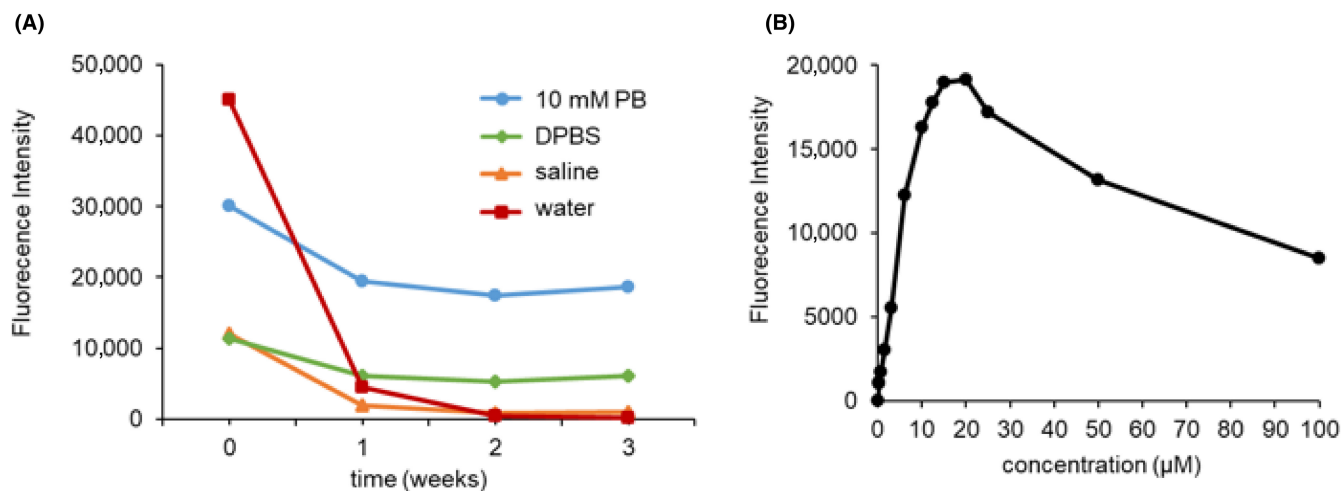 (A)
Fluorecence Intensity
50,000
40,000
30,000
20,000
10,000
0
0 1 2 3
time (weeks)
10 mM PB
DPBS
saline
water
(B)
Fluorecence Intensity
20,000
15,000
10,000
5000
0
0 10 20 30 40 50 60 70 80 90 100
concentration (µM)